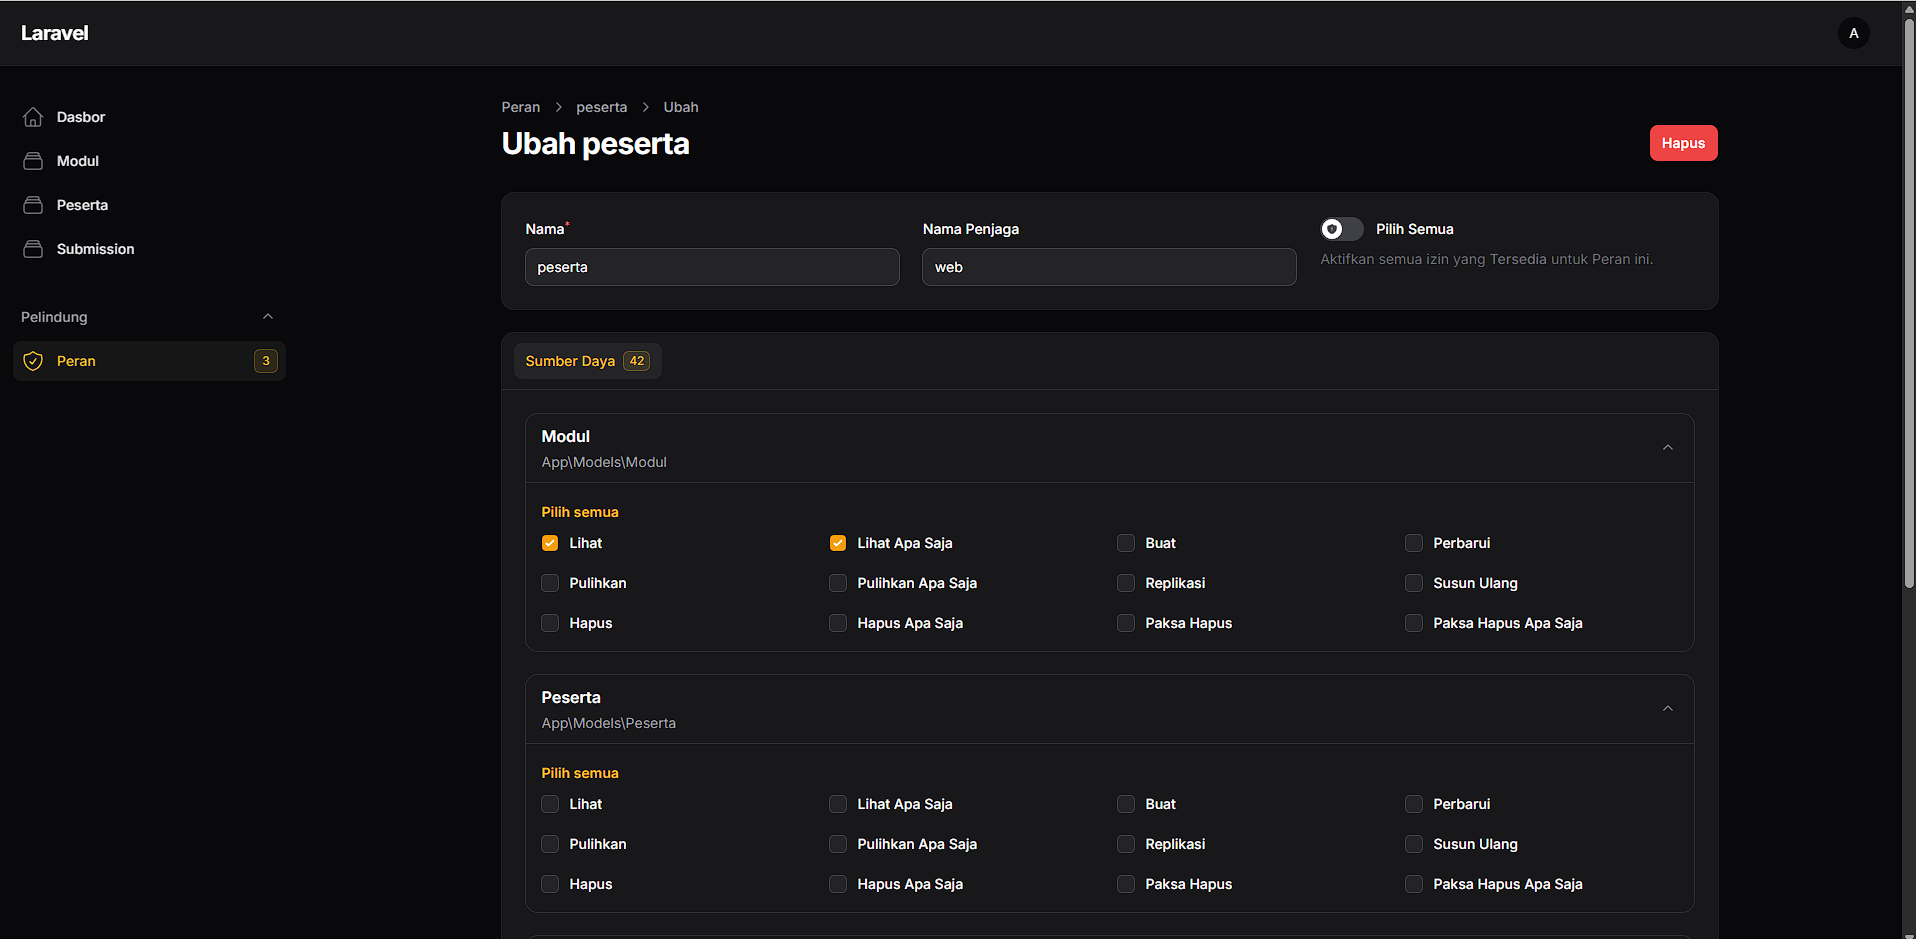 Laravel
A
Dasbor
Modul
Peserta
Submission
Pelindung
Peran 3
Peran > peserta > Ubah
Ubah peserta
Hapus
Nama*
peserta
Nama Penjaga
web
Pilih Semua
Aktifkan semua izin yang Tersedia untuk Peran ini.
Sumber Daya 42
Modul
App\Models\Modul
Pilih semua
Lihat Lihat Apa Saja Buat Perbarui
Pulihkan Pulihkan Apa Saja Replikasi Susun Ulang
Hapus Hapus Apa Saja Paksa Hapus Paksa Hapus Apa Saja
Peserta
App\Models\Peserta
Pilih semua
Lihat Lihat Apa Saja Buat Perbarui
Pulihkan Pulihkan Apa Saja Replikasi Susun Ulang
Hapus Hapus Apa Saja Paksa Hapus Paksa Hapus Apa Saja